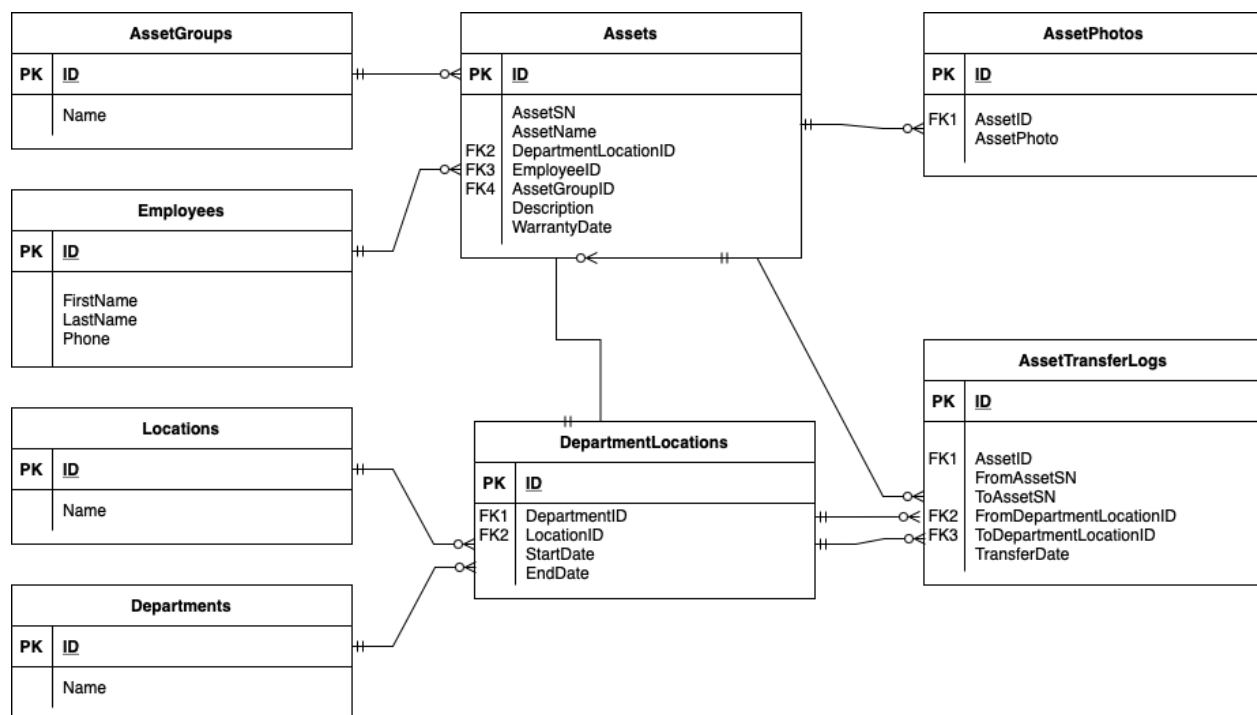 AssetGroups
PK ID
Name
Assets
PK ID
AssetSN
AssetName
FK2 DepartmentLocationID
FK3 EmployeeID
FK4 AssetGroupID
Description
WarrantyDate
AssetPhotos
PK ID
FK1 AssetID
AssetPhoto
Employees
PK ID
FirstName
LastName
Phone
AssetTransferLogs
PK ID
FK1 AssetID
FromAssetSN
ToAssetSN
FK2 FromDepartmentLocationID
FK3 ToDepartmentLocationID
TransferDate
Locations
PK ID
Name
DepartmentLocations
PK ID
FK1 DepartmentID
FK2 LocationID
StartDate
EndDate
Departments
PK ID
Name